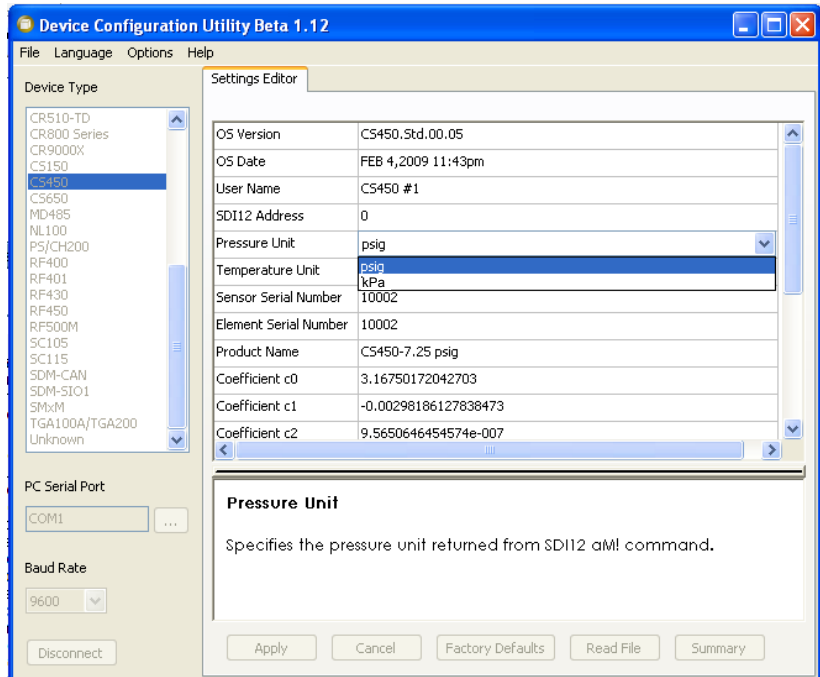 Device Configuration Utility Beta 1.12
File Language Options Help
Device Type
CR510-TD
CR800 Series
CR9000X
CS150
CS450
CS650
MD485
NL100
PS/CH200
RF400
RF401
RF430
RF450
RF500M
SC105
SC115
SDM-CAN
SDM-SIO1
SMxM
TGA100A/TGA200
Unknown
PC Serial Port
COM1 ...
Baud Rate
9600
Disconnect
Settings Editor
OS Version CS450.Std.00.05
OS Date FEB 4,2009 11:43pm
User Name CS450 #1
SDI12 Address 0
Pressure Unit psig
psig
Temperature Unit
kPa
Sensor Serial Number 10002
Element Serial Number 10002
Product Name CS450-7.25 psig
Coefficient c0 3.16750172042703
Coefficient c1 -0.00298186127838473
Coefficient c2 9.5650646454574e-007
Pressure Unit
Specifies the pressure unit returned from SDI12 aM! command.
Apply Cancel Factory Defaults Read File Summary